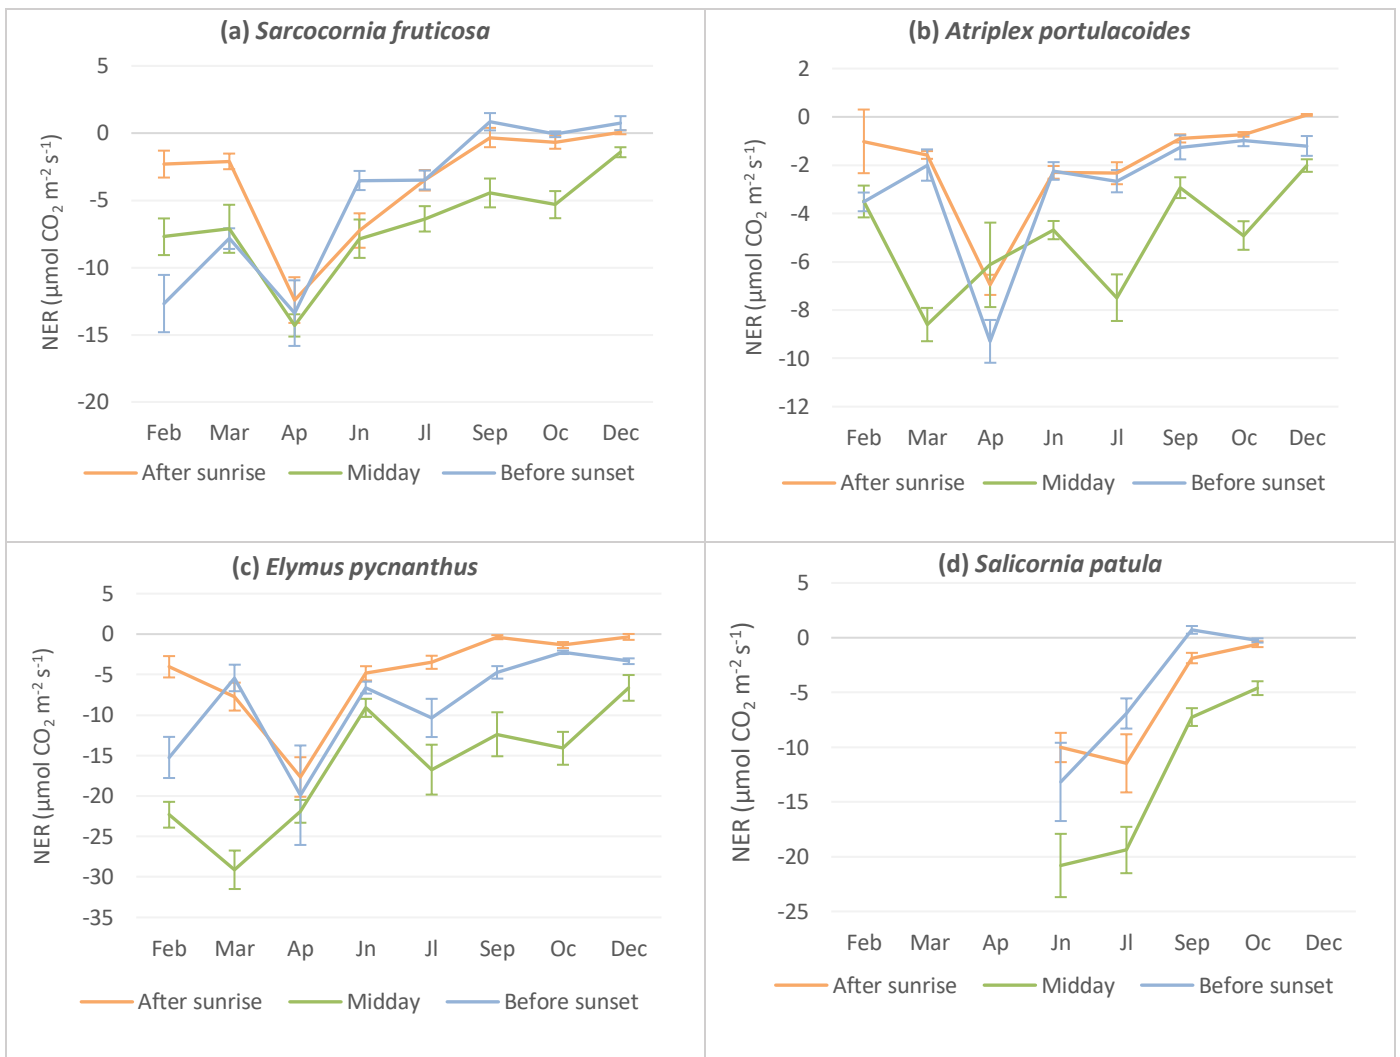 (a) Sarcocornia fruticosa
5
0
-5
-10
-15
-20
NER (µmol CO2 m-2 s-1)
Feb Mar Ap Jn Jl Sep Oc Dec
After sunrise Midday Before sunset
(b) Atriplex portulacoides
2
0
-2
-4
-6
-8
-10
-12
NER (µmol CO2 m-2 s-1)
Feb Mar Ap Jn Jl Sep Oc Dec
After sunrise Midday Before sunset
(c) Elymus pycnanthus
5
0
-5
-10
-15
-20
-25
-30
-35
NER (µmol CO2 m-2 s-1)
Feb Mar Ap Jn Jl Sep Oc Dec
After sunrise Midday Before sunset
(d) Salicornia patula
5
0
-5
-10
-15
-20
-25
NER (µmol CO2 m-2 s-1)
Feb Mar Ap Jn Jl Sep Oc Dec
After sunrise Midday Before sunset